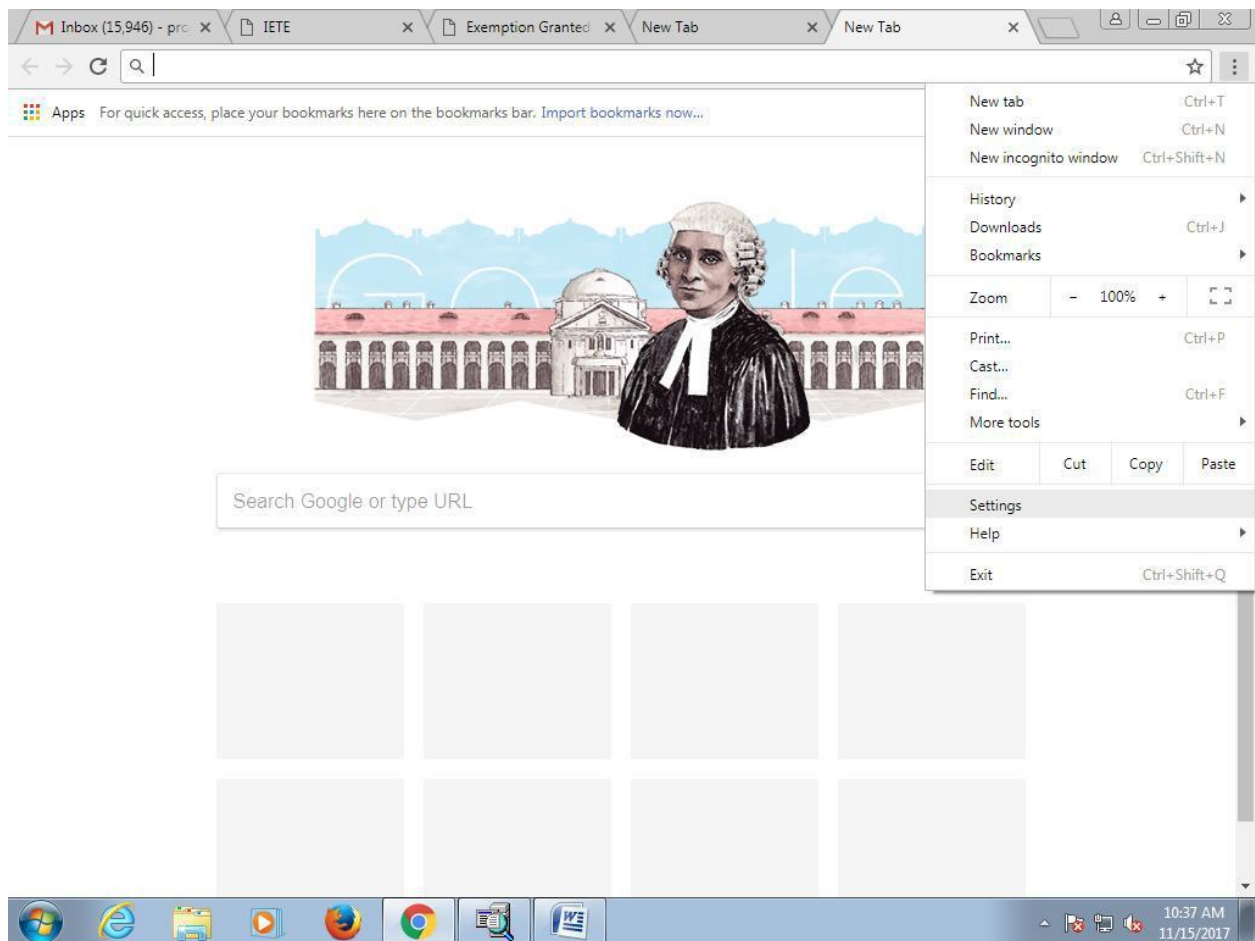 Inbox (15,946) - pro
IETE
Exemption Granted
New Tab
New Tab
Apps For quick access, place your bookmarks here on the bookmarks bar. Import bookmarks now...
New tab Ctrl+T
New window Ctrl+N
New incognito window Ctrl+Shift+N
History
Downloads Ctrl+J
Bookmarks
Zoom - 100% +
Print... Ctrl+P
Cast...
Find... Ctrl+F
More tools
Edit Cut Copy Paste
Settings
Help
Exit Ctrl+Shift+Q
Google
Search Google or type URL
10:37 AM
11/15/2017